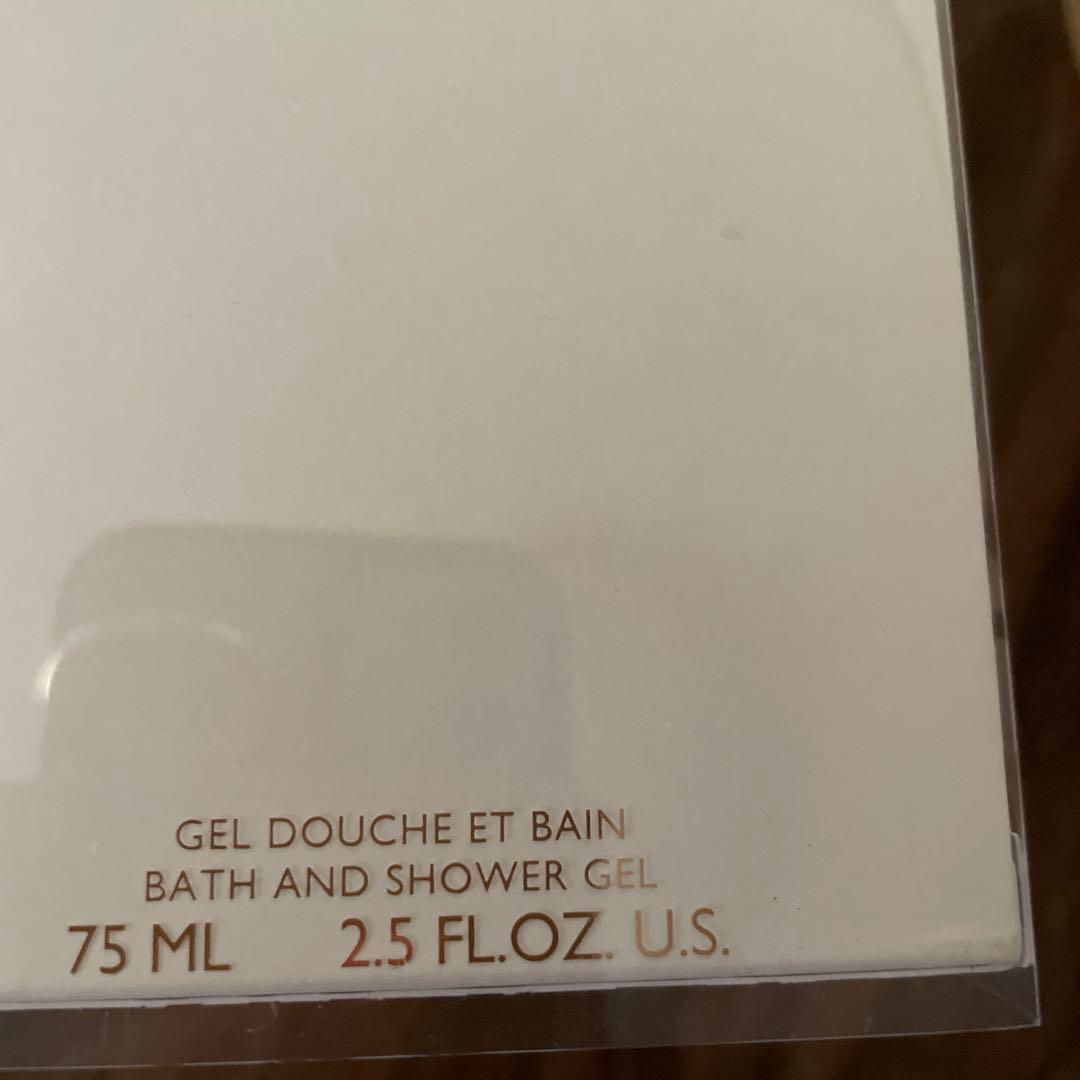 GEL DOUCHE ET BAIN
BATH AND SHOWER GEL
75 ML 2.5 FL.OZ. U.S.